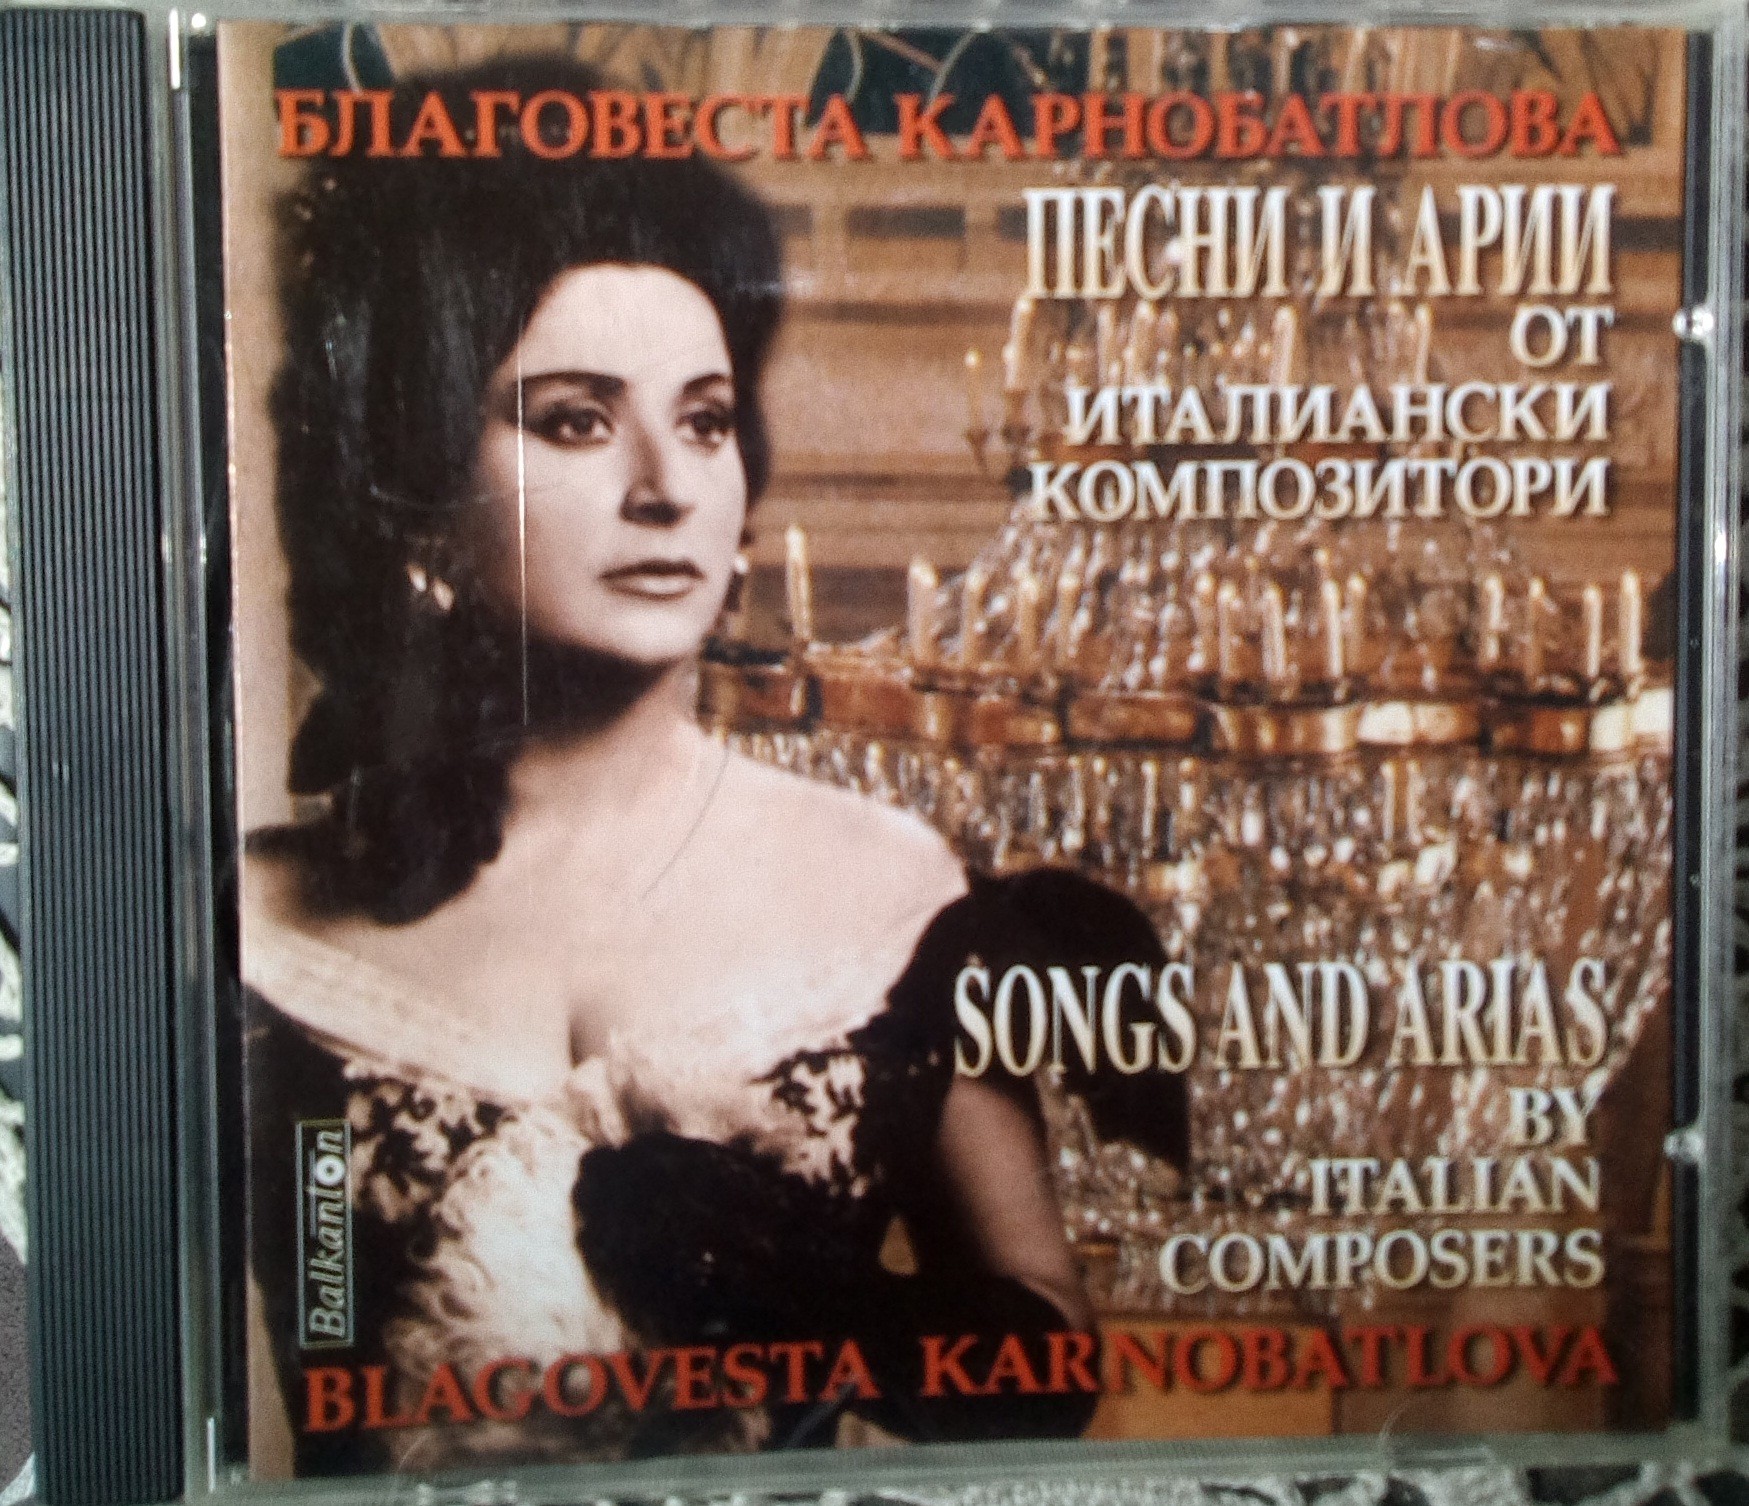 БЛАГОВЕСТА КАРНОБАТЛОВА
ПЕСНИ И АРИИ
ОТ
ИТАЛИАНСКИ
КОМПОЗИТОРИ
SONGS AND ARIAS
BY
ITALIAN
COMPOSERS
Balkanton
BLAGOVESTA KARNOBATLOVA